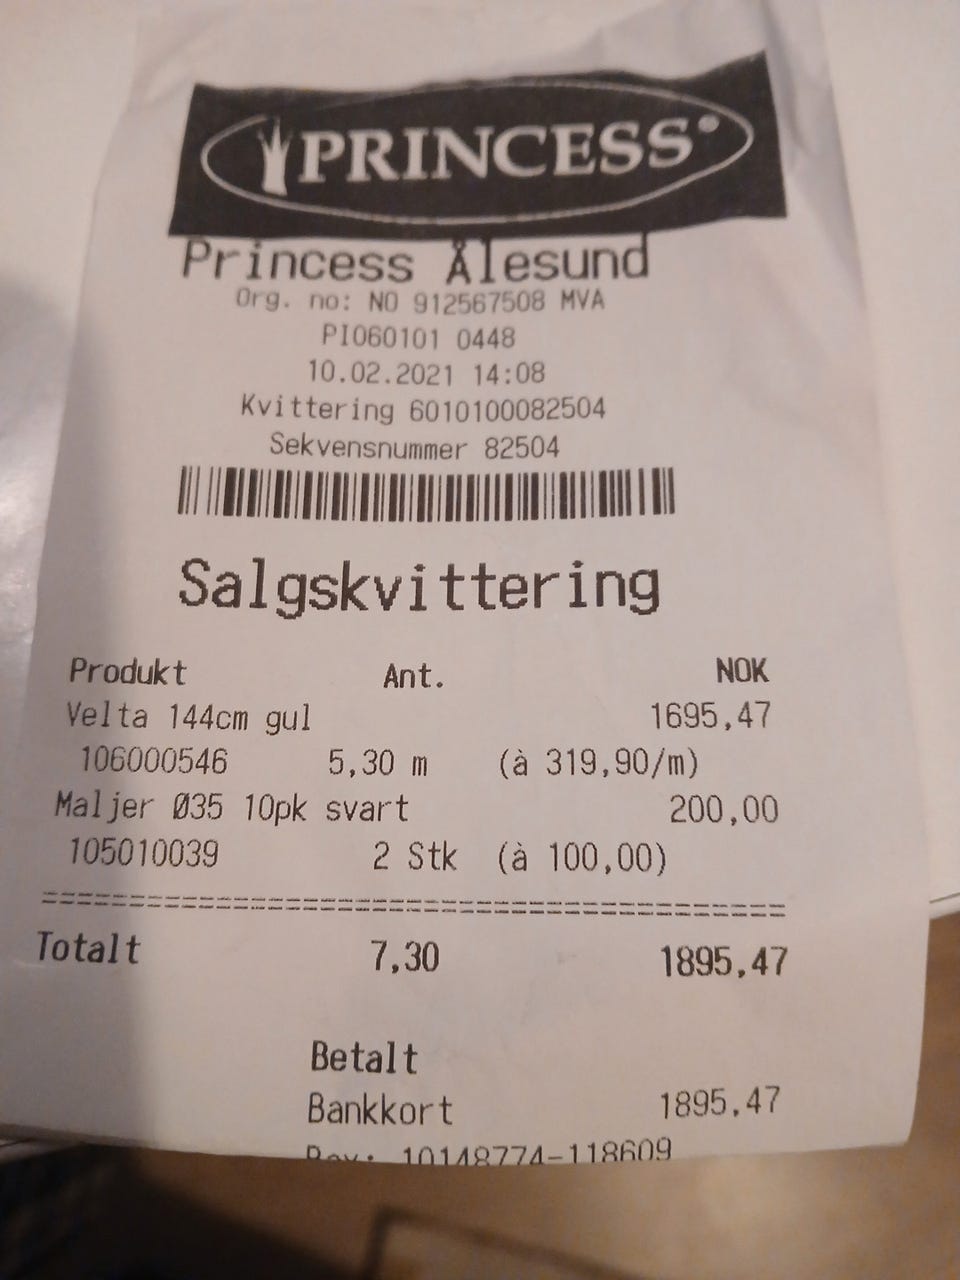 PRINCESS®
Princess Ålesund
Org. no: NO 912567508 MVA
PI060101 0448
10.02.2021 14:08
Kvittering 6010100082504
Sekvensnummer 82504
Salgskvittering
Produkt Ant. NOK
Velta 144cm gul 1695,47
106000546 5,30 m (à 319,90/m)
Maljer Ø35 10pk svart 200,00
105010039 2 Stk (à 100,00)
Totalt 7,30 1895,47
Betalt
Bankkort 1895,47
10148774-118609